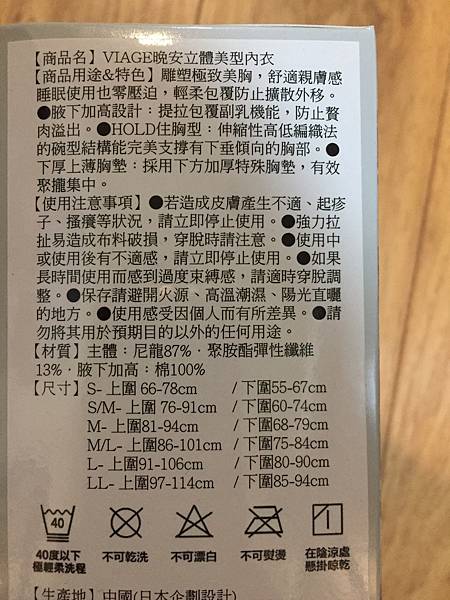 【商品名】VIAGE晚安立體美型內衣
【商品用途&特色】雕塑極致美胸，舒適親膚感
睡眠使用也零壓迫，輕柔包覆防止擴散外移。
●腋下加高設計：提拉包覆副乳機能，防止贅
肉溢出。●HOLD住胸型：伸縮性高低編織法
的碗型結構能完美支撐有下垂傾向的胸部。●
下厚上薄胸墊：採用下方加厚特殊胸墊，有效
聚攏集中。
【使用注意事項】●若造成皮膚產生不適、起疹
子、搔癢等狀況，請立即停止使用。●強力拉
扯易造成布料破損，穿脫時請注意。●使用中
或使用後有不適感，請立即停止使用。●如果
長時間使用而感到過度束縛感，請適時穿脫調
整。●保存請避開火源、高溫潮濕、陽光直曬
的地方。●使用感受因個人而有所差異。●請
勿將其用於預期目的以外的任何用途。
【材質】主體：尼龍87%．聚胺酯彈性纖維
13%．腋下加高：棉100%
【尺寸】S- 上圍 66-78cm / 下圍55-67cm
S/M- 上圍 76-91cm / 下圍60-74cm
M- 上圍81-94cm / 下圍68-79cm
M/L- 上圍86-101cm / 下圍75-84cm
L- 上圍91-106cm / 下圍80-90cm
LL- 上圍97-114cm / 下圍85-94cm
40
40度以下
極輕柔洗程
不可乾洗
不可漂白
不可熨燙
在陰涼處
懸掛晾乾
【生產地】中國(日本企劃設計)